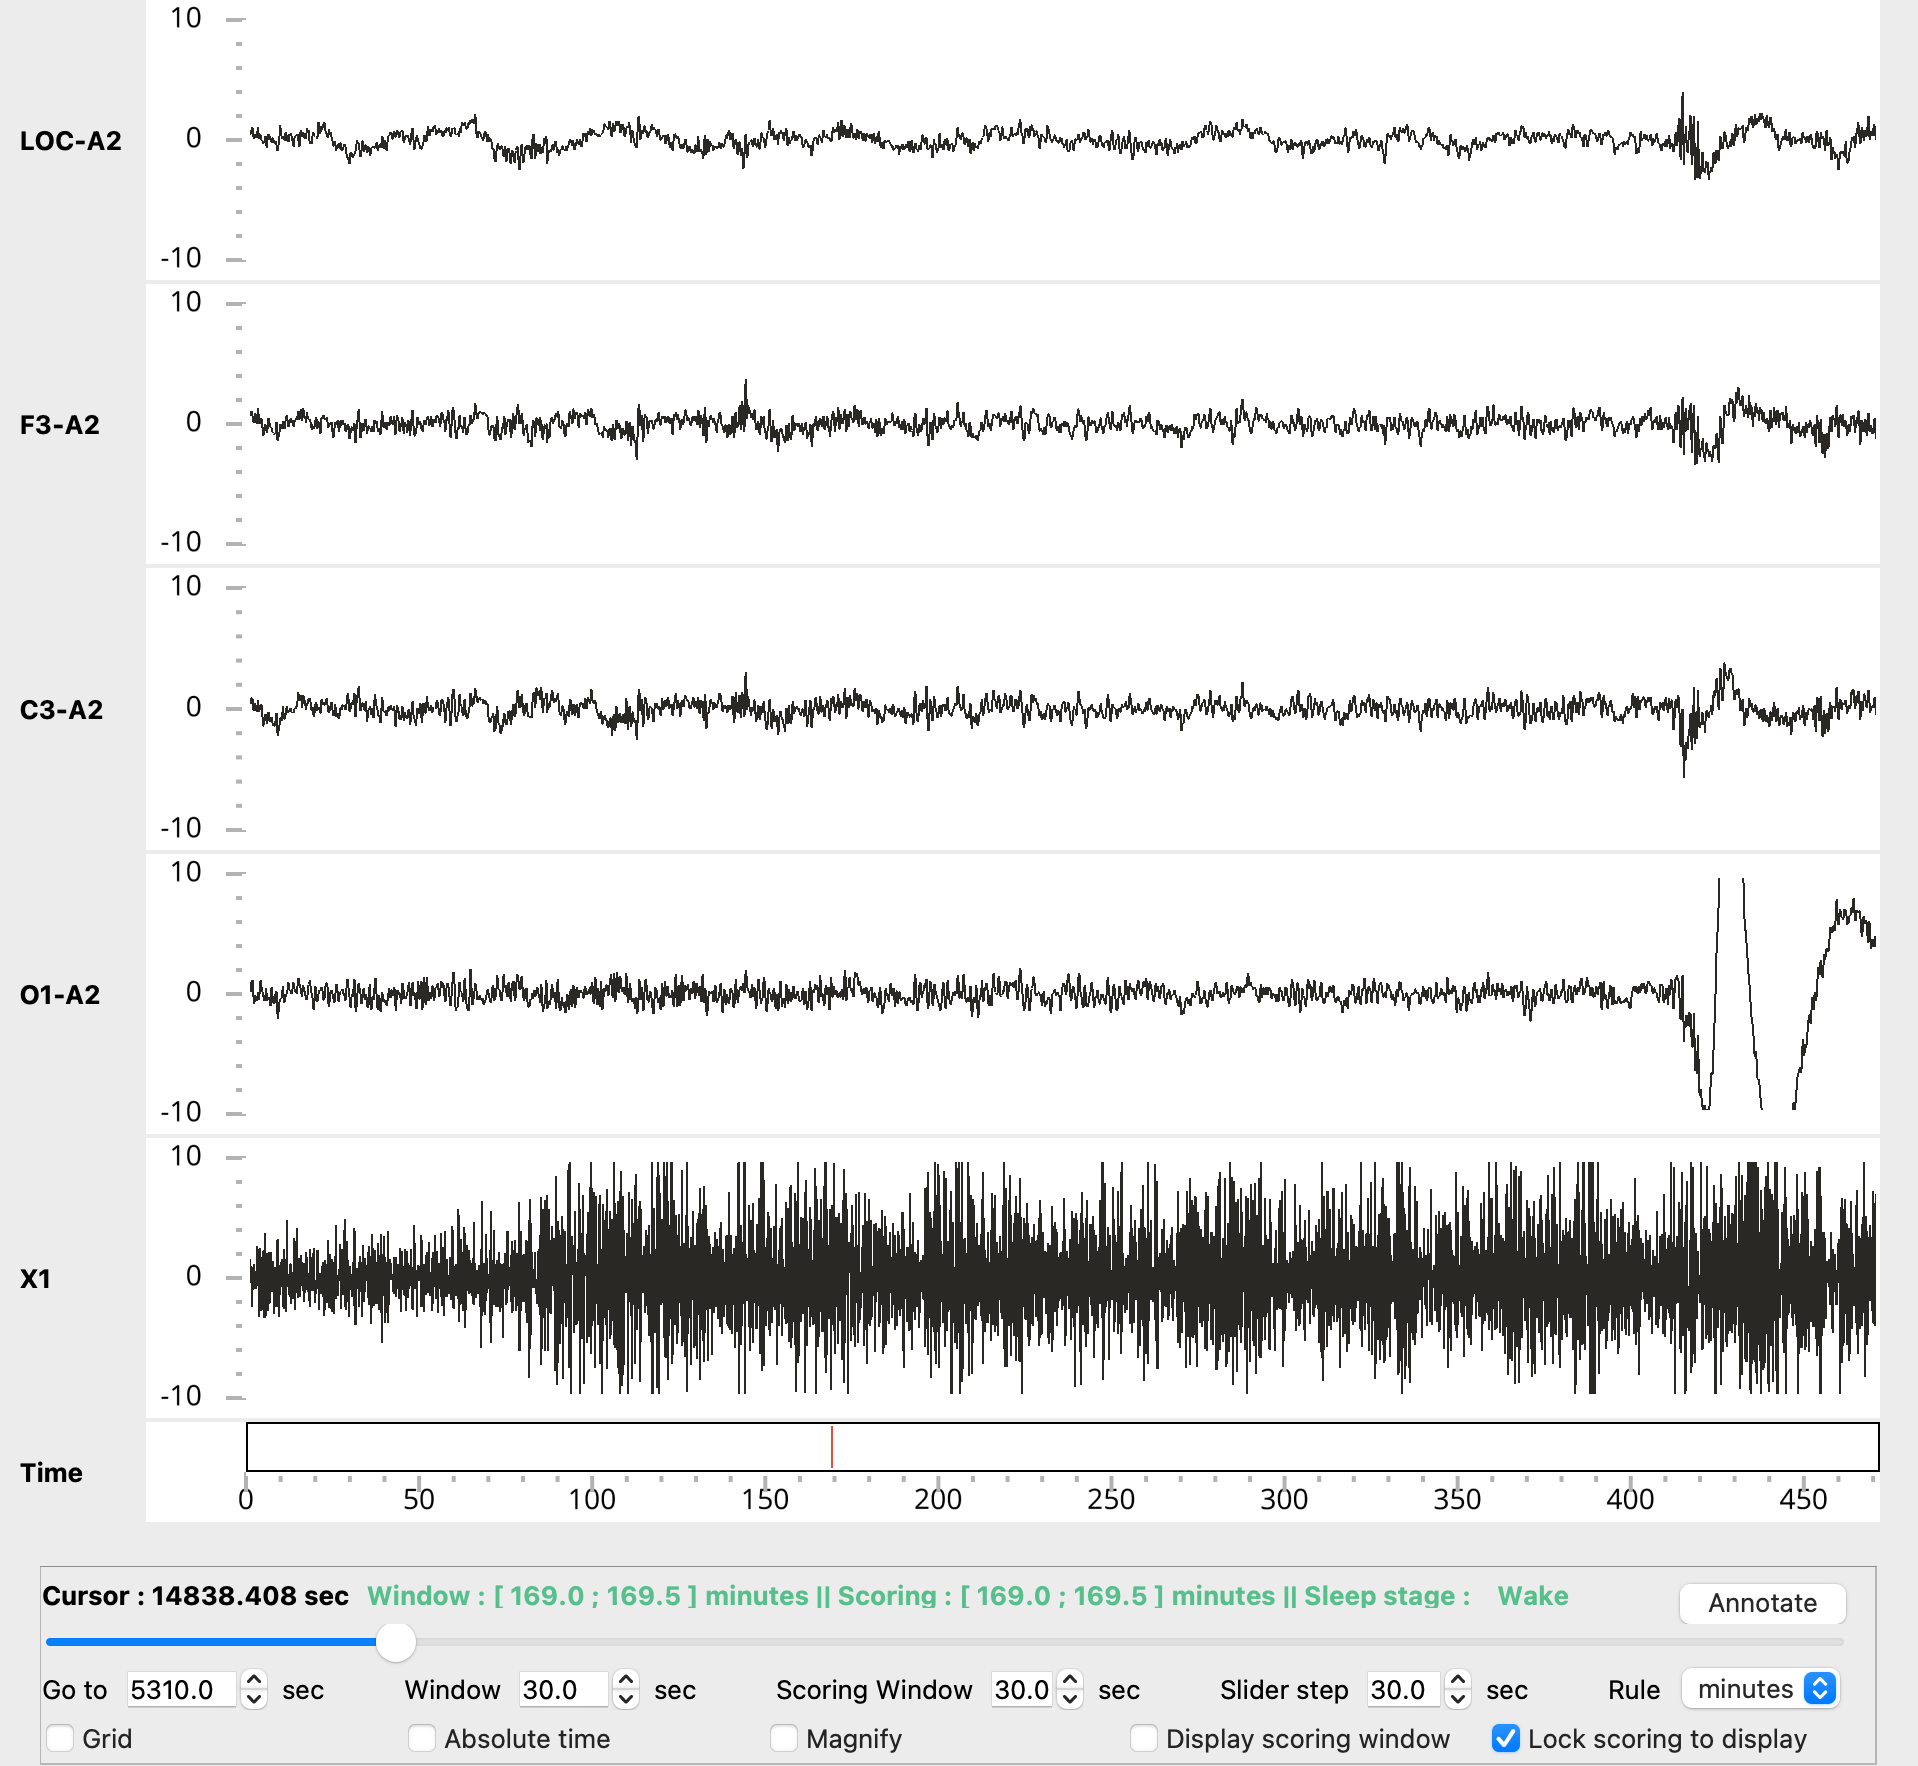 10
LOC-A2 0
-10
10
F3-A2 0
-10
10
C3-A2 0
-10
10
O1-A2 0
-10
10
X1 0
-10
Time
0 50 100 150 200 250 300 350 400 450
Cursor : 14838.408 sec Window : [ 169.0 ; 169.5 ] minutes || Scoring : [ 169.0 ; 169.5 ] minutes || Sleep stage : Wake Annotate
Go to 5310.0 sec Window 30.0 sec Scoring Window 30.0 sec Slider step 30.0 sec Rule minutes
Grid Absolute time Magnify Display scoring window Lock scoring to display